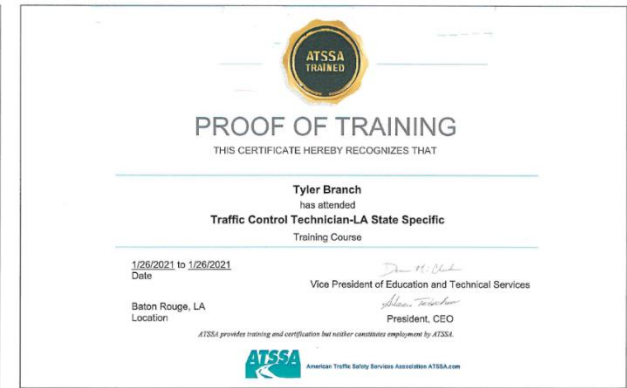 ATSSA
TRAINED
PROOF OF TRAINING
THIS CERTIFICATE HEREBY RECOGNIZES THAT
Tyler Branch
has attended
Traffic Control Technician-LA State Specific
Training Course
1/26/2021 to 1/26/2021
Date
Vice President of Education and Technical Services
Baton Rouge, LA
Location
President, CEO
ATSSA provides training and certification but neither constitutes employment by ATSSA.
ATSSA
American Traffic Safety Services Association ATSSA.com